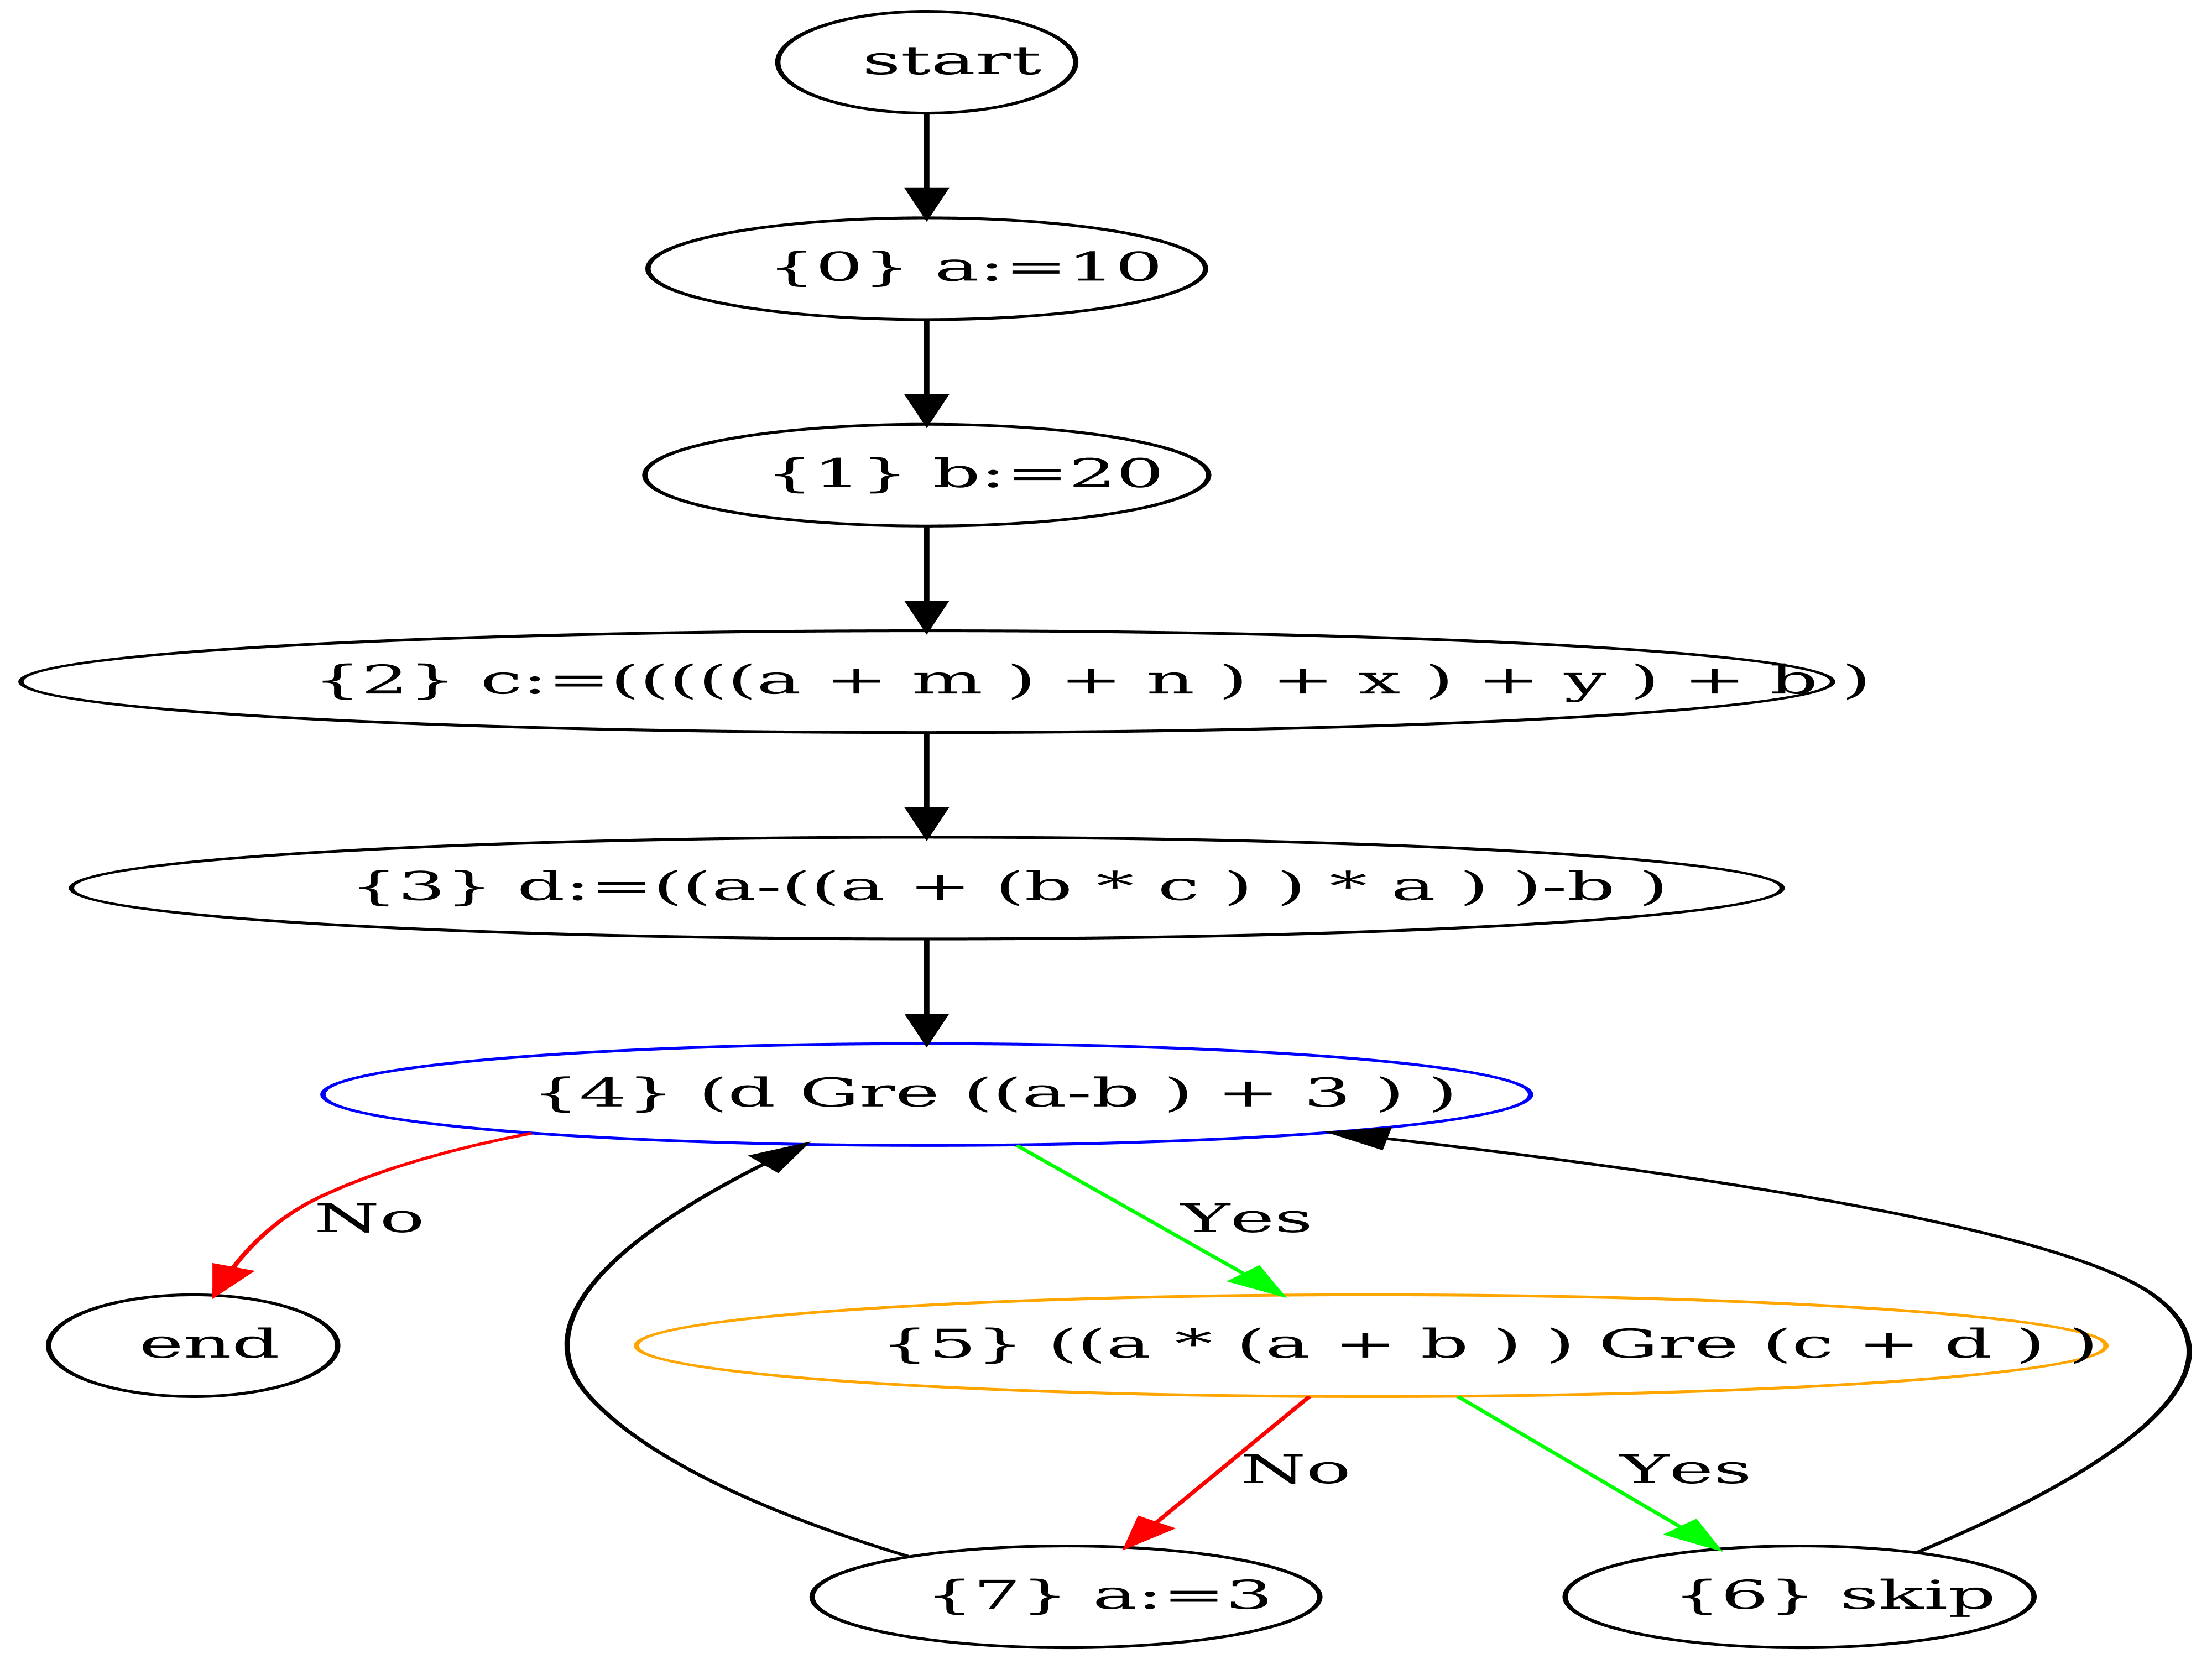 start
{0} a:=10
{1} b:=20
{2} c:=(((((a + m ) + n ) + x ) + y ) + b )
{3} d:=((a-((a + (b * c ) ) * a ) )-b )
{4} (d Gre ((a-b ) + 3 ) )
No
Yes
end
{5} ((a * (a + b ) ) Gre (c + d ) )
No
Yes
{7} a:=3
{6} skip